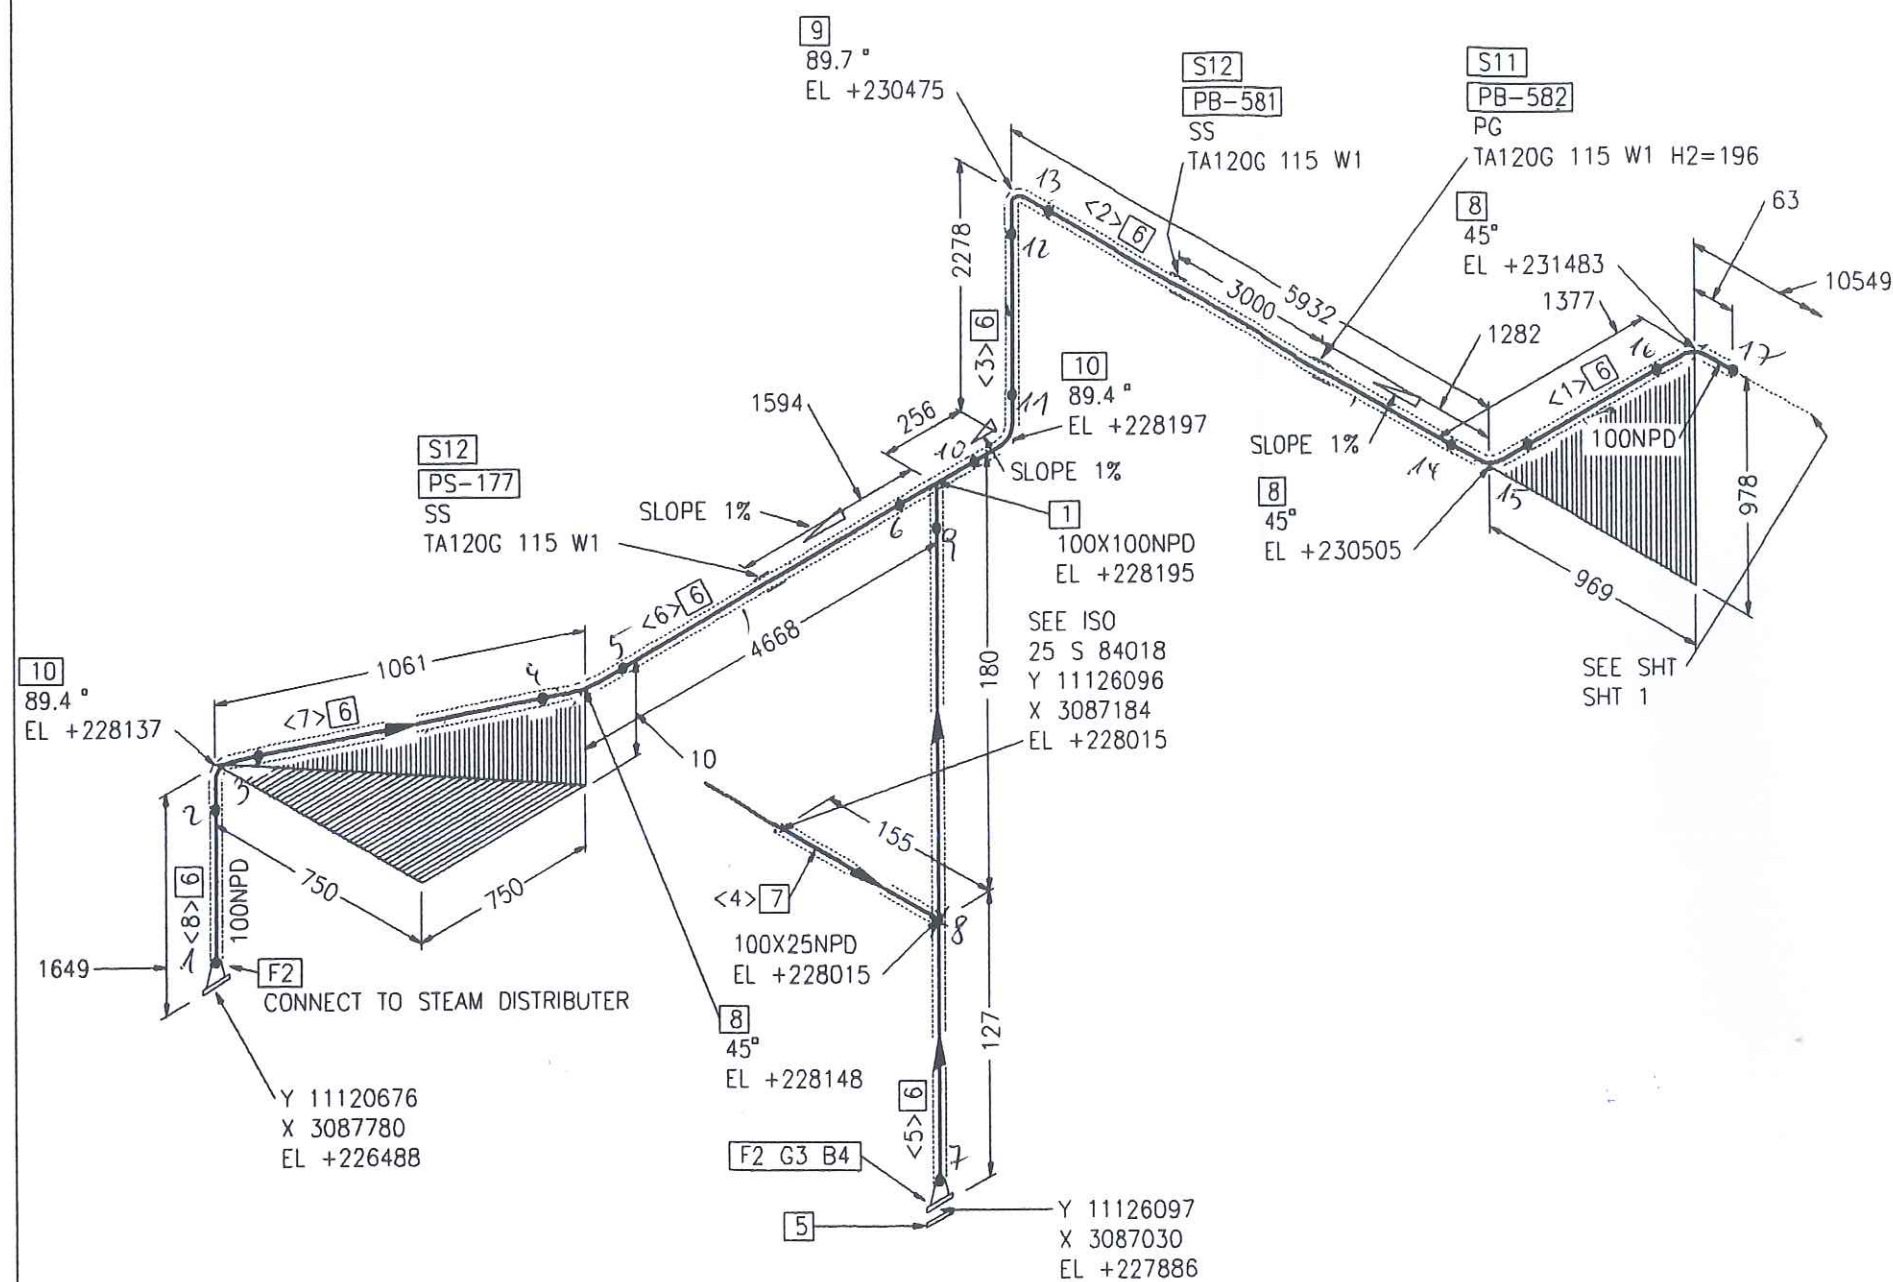 9
89.7 °
EL +230475
S12
PB-581
SS
TA120G 115 W1
S11
PB-582
PG
TA120G 115 W1 H2=196
8
45°
EL +231483
63
10549
1377
1282
13
<2> 6
12
2278
3000
5932
<3> 6
16
17
<1> 6
100NPD
978
SLOPE 1%
14
15
8
45°
EL +230505
969
SEE SHT
SHT 1
10
89.4 °
EL +228197
11
256
10
SLOPE 1%
1594
S12
PS-177
SS
TA120G 115 W1
SLOPE 1%
6
1
100X100NPD
EL +228195
9
SEE ISO
25 S 84018
Y 11126096
X 3087184
EL +228015
180
4668
<6> 6
5
4
1061
10
89.4 °
EL +228137
<7> 6
3
2
10
155
<4> 7
100X25NPD
EL +228015
8
750
750
<8> 6
100NPD
1649
1
F2
CONNECT TO STEAM DISTRIBUTER
8
45°
EL +228148
127
<5> 6
Y 11120676
X 3087780
EL +226488
F2 G3 B4
7
5
Y 11126097
X 3087030
EL +227886